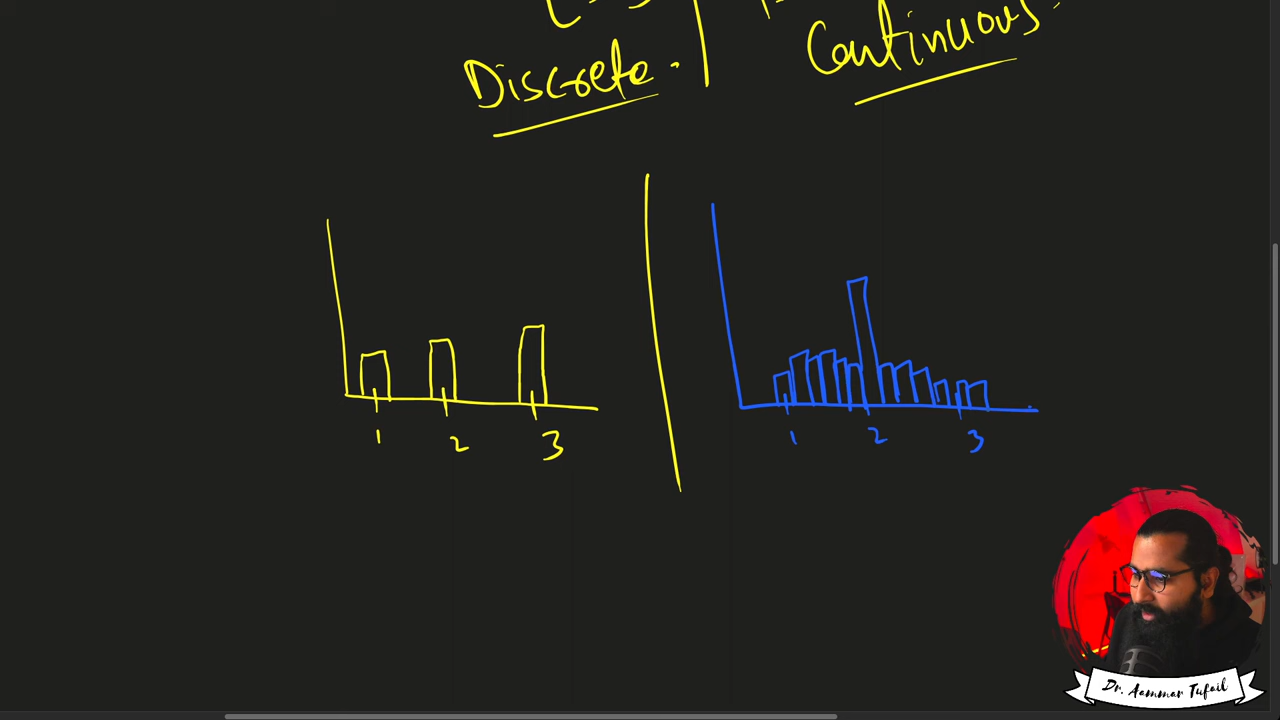 Discrete.
Continuous.
1 2 3
1 2 3
Dr. Aammar Tufail